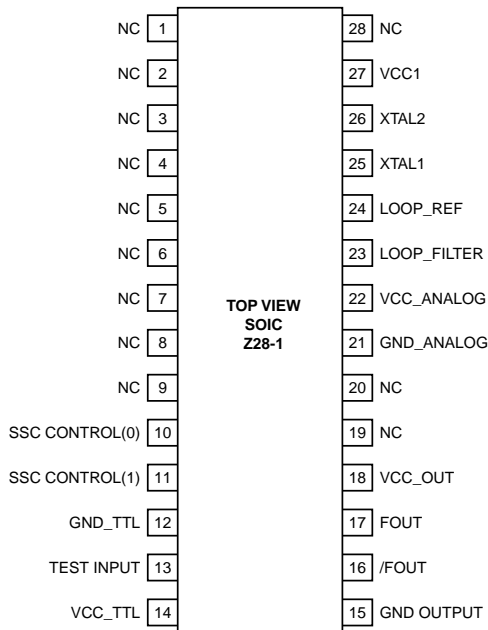 NC 1 28 NC
NC 2 27 VCC1
NC 3 26 XTAL2
NC 4 25 XTAL1
NC 5 24 LOOP_REF
NC 6 23 LOOP_FILTER
NC 7 22 VCC_ANALOG
TOP VIEW
SOIC
Z28-1
NC 8 21 GND_ANALOG
NC 9 20 NC
SSC CONTROL(0) 10 19 NC
SSC CONTROL(1) 11 18 VCC_OUT
GND_TTL 12 17 FOUT
TEST INPUT 13 16 /FOUT
VCC_TTL 14 15 GND OUTPUT